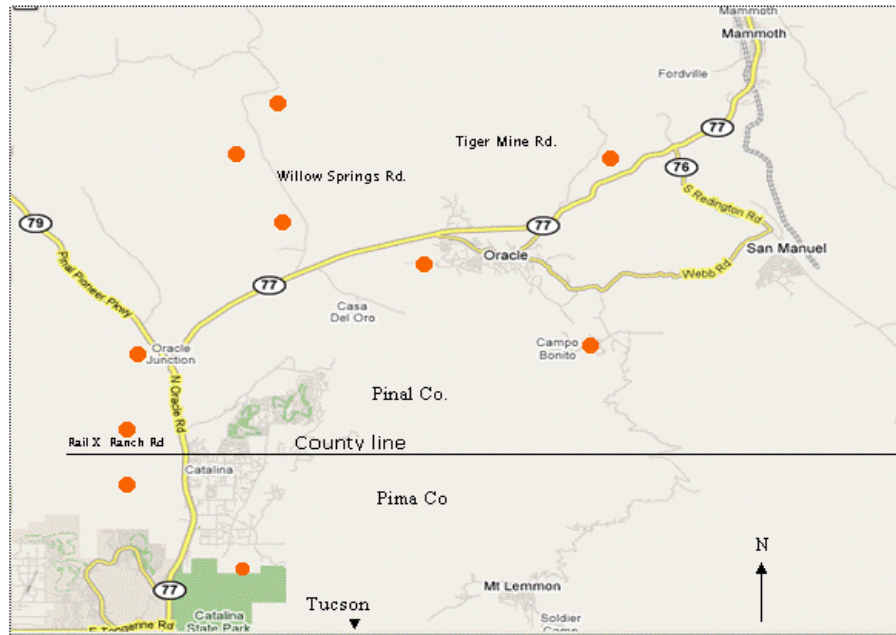 Mammoth
Mammoth
Fordville
77
Tiger Mine Rd.
76
Willow Springs Rd.
S Redington Rd
79
77
San Manuel
Oracle
Pinal Pioneer Pkwy
Webb Rd
77
Casa
Del Oro
Oracle
Junction
Campo
Bonito
N Oracle Rd
Pinal Co.
Rail X Ranch Rd
County line
Catalina
Pima Co
N
77
Mt Lemmon
Tucson
Catalina
State Park
Soldier
Camp
E Tangerine Rd